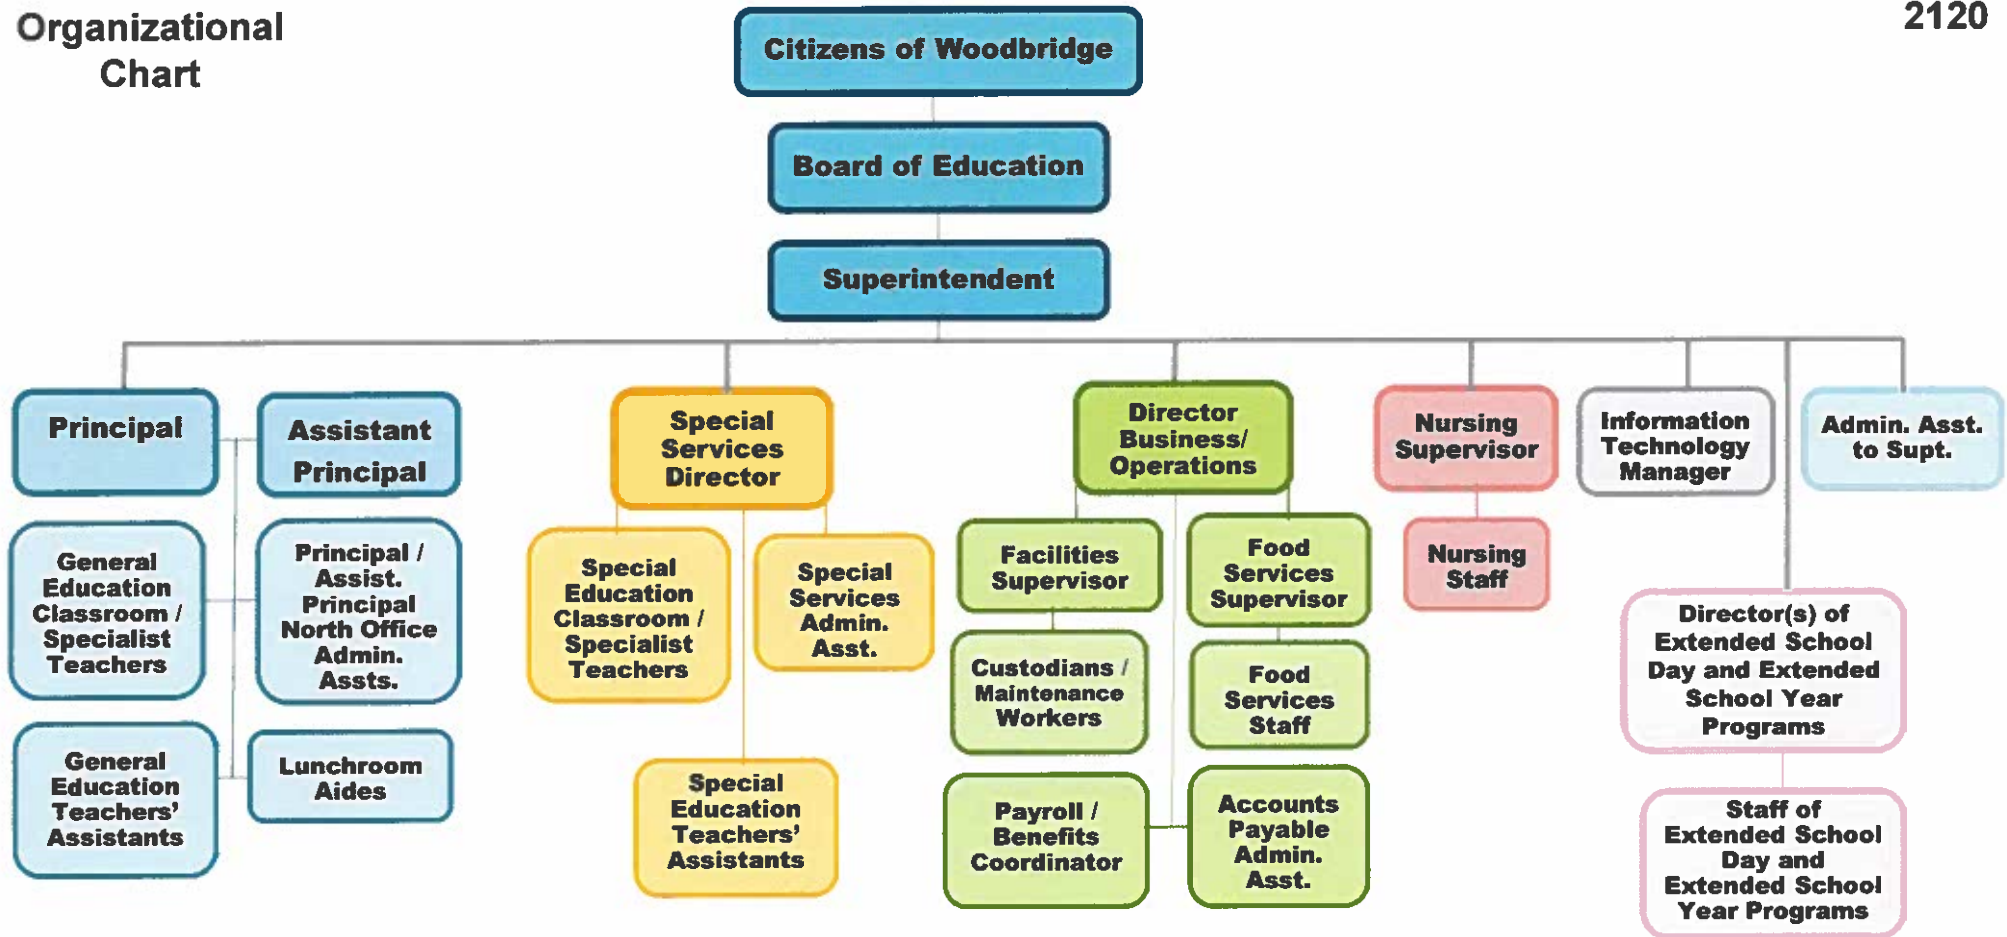 Organizational
Chart
2120
Citizens of Woodbridge
Board of Education
Superintendent
Principal
Assistant
Principal
General
Education
Classroom /
Specialist
Teachers
Principal /
Assist.
Principal
North Office
Admin.
Assts.
General
Education
Teachers’
Assistants
Lunchroom
Aides
Special
Services
Director
Special
Education
Classroom /
Specialist
Teachers
Special
Services
Admin.
Asst.
Special
Education
Teachers’
Assistants
Director
Business/
Operations
Facilities
Supervisor
Food
Services
Supervisor
Custodians /
Maintenance
Workers
Food
Services
Staff
Payroll /
Benefits
Coordinator
Accounts
Payable
Admin.
Asst.
Nursing
Supervisor
Nursing
Staff
Information
Technology
Manager
Admin. Asst.
to Supt.
Director(s) of
Extended School
Day and Extended
School Year
Programs
Staff of
Extended School
Day and
Extended School
Year Programs